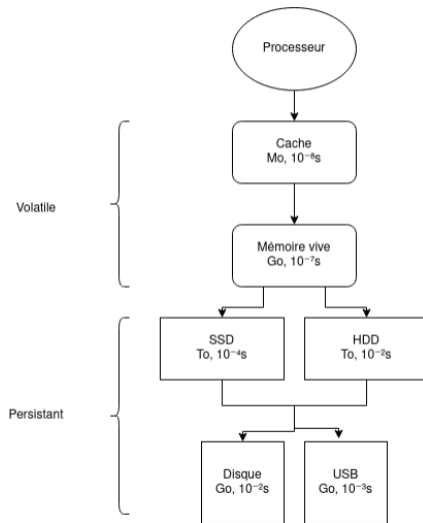 Processeur
Cache
Mo, 10⁻⁸s
Volatile
Mémoire vive
Go, 10⁻⁷s
SSD
To, 10⁻⁴s
HDD
To, 10⁻²s
Persistant
Disque
Go, 10⁻²s
USB
Go, 10⁻³s